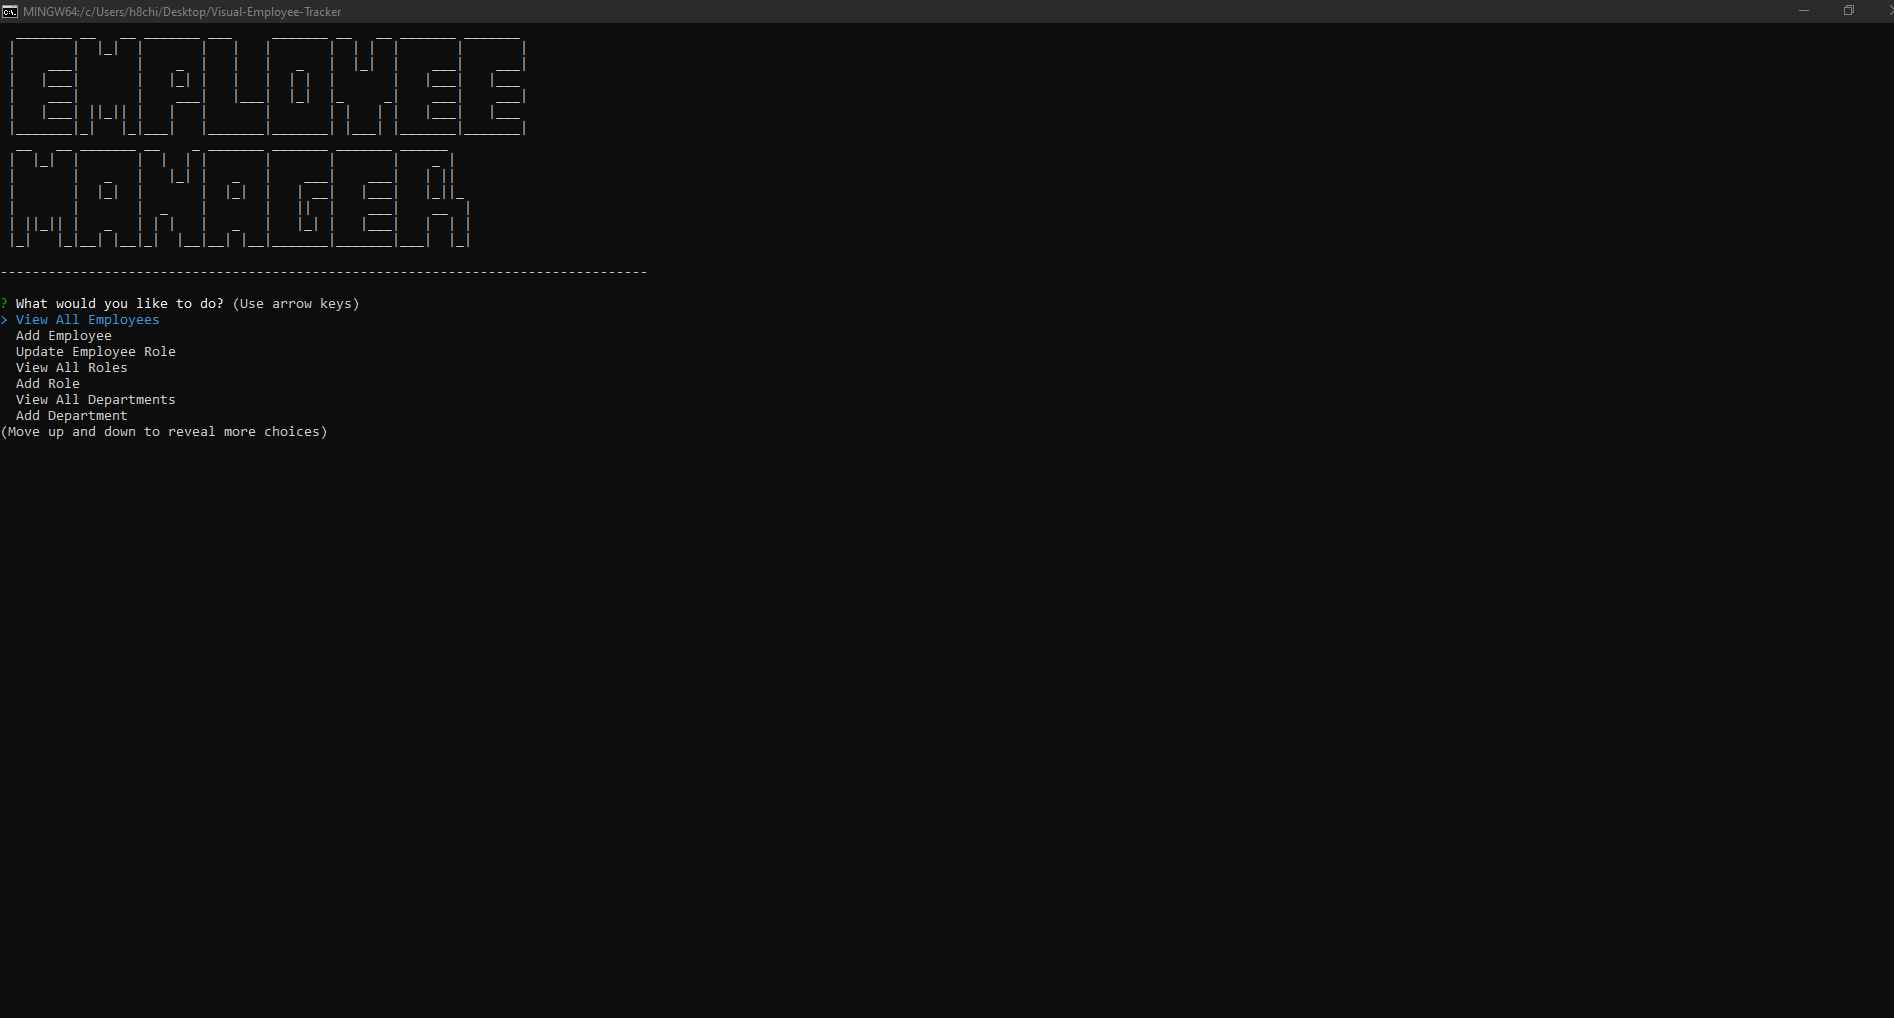 MINGW64:/c/Users/h8chi/Desktop/Visual-Employee-Tracker
EMPLOYEE
MANAGER
---------------------------------------------------------------------------------
? What would you like to do? (Use arrow keys)
> View All Employees
Add Employee
Update Employee Role
View All Roles
Add Role
View All Departments
Add Department
(Move up and down to reveal more choices)